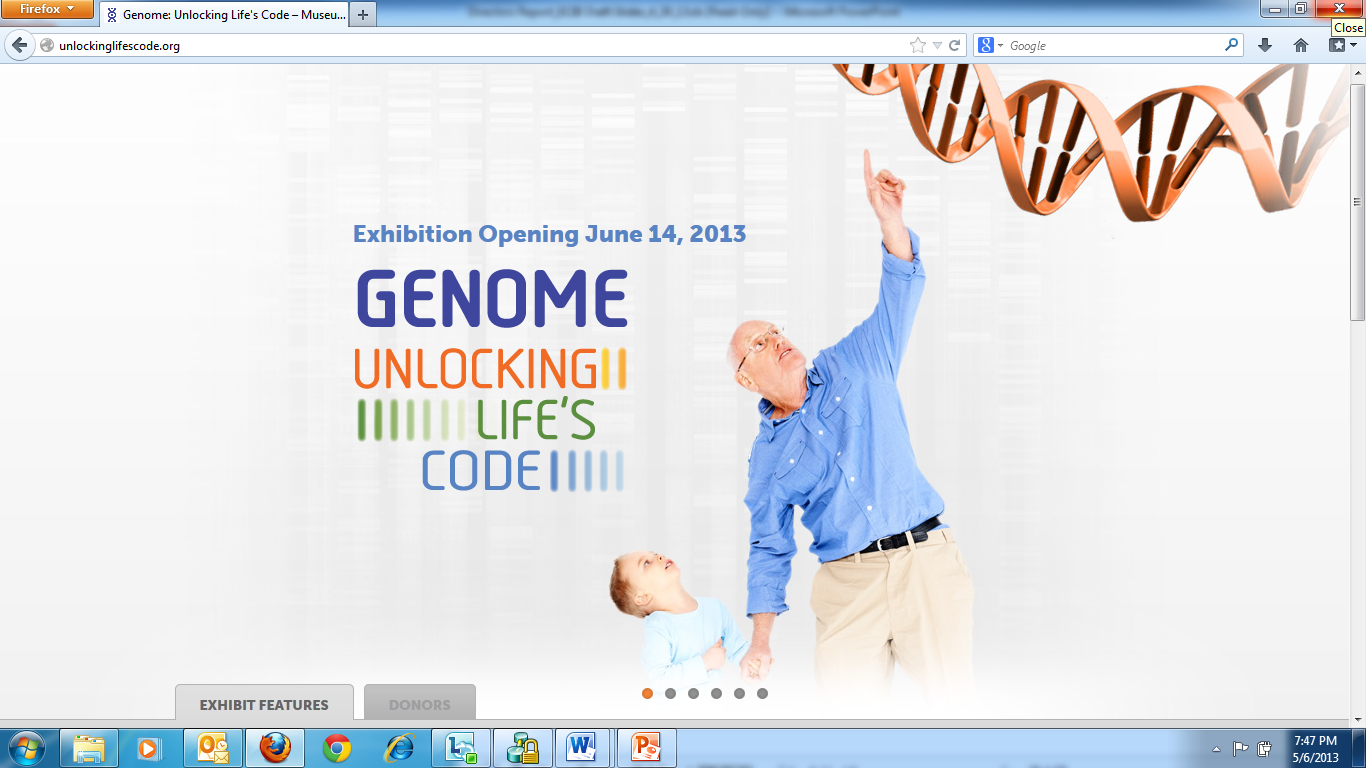 Firefox
Genome: Unlocking Life's Code – Museu...
Close
unlockinglifescode.org
Google
Exhibition Opening June 14, 2013
GENOME
UNLOCKING
LIFE'S
CODE
EXHIBIT FEATURES
DONORS
7:47 PM
5/6/2013